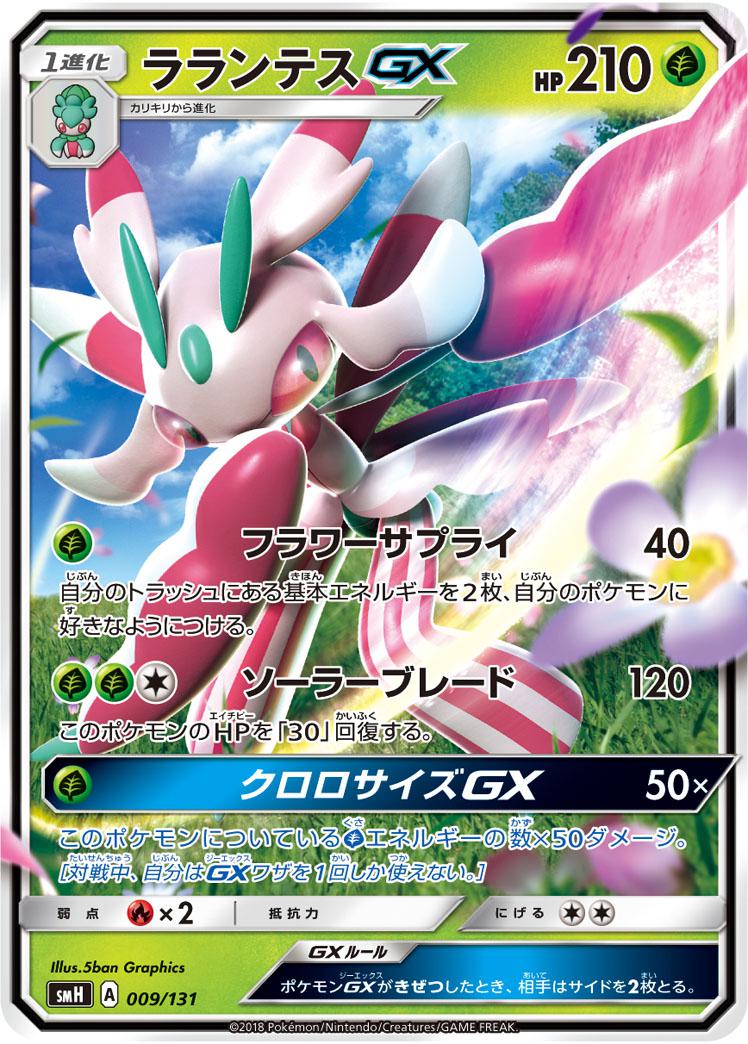 1進化
ララランテスGX
HP210
カリキリから進化
フラワーサプライ 40
自分のトラッシュにある基本エネルギーを2枚、自分のポケモンに
好きなようにつける。
ソーラーブレード 120
このポケモンのHPを「30」回復する。
クロロサイズGX 50×
このポケモンについているエネルギーの数×50ダメージ。
[対戦中、自分はGXワザを1回しか使えない。]
弱点 ×2 抵抗力 にげる
GXルール
ポケモンGXがきぜつしたとき、相手はサイドを2枚とる。
Illus.5ban Graphics
SMH A 009/131
©2018 Pokémon/Nintendo/Creatures/GAME FREAK.